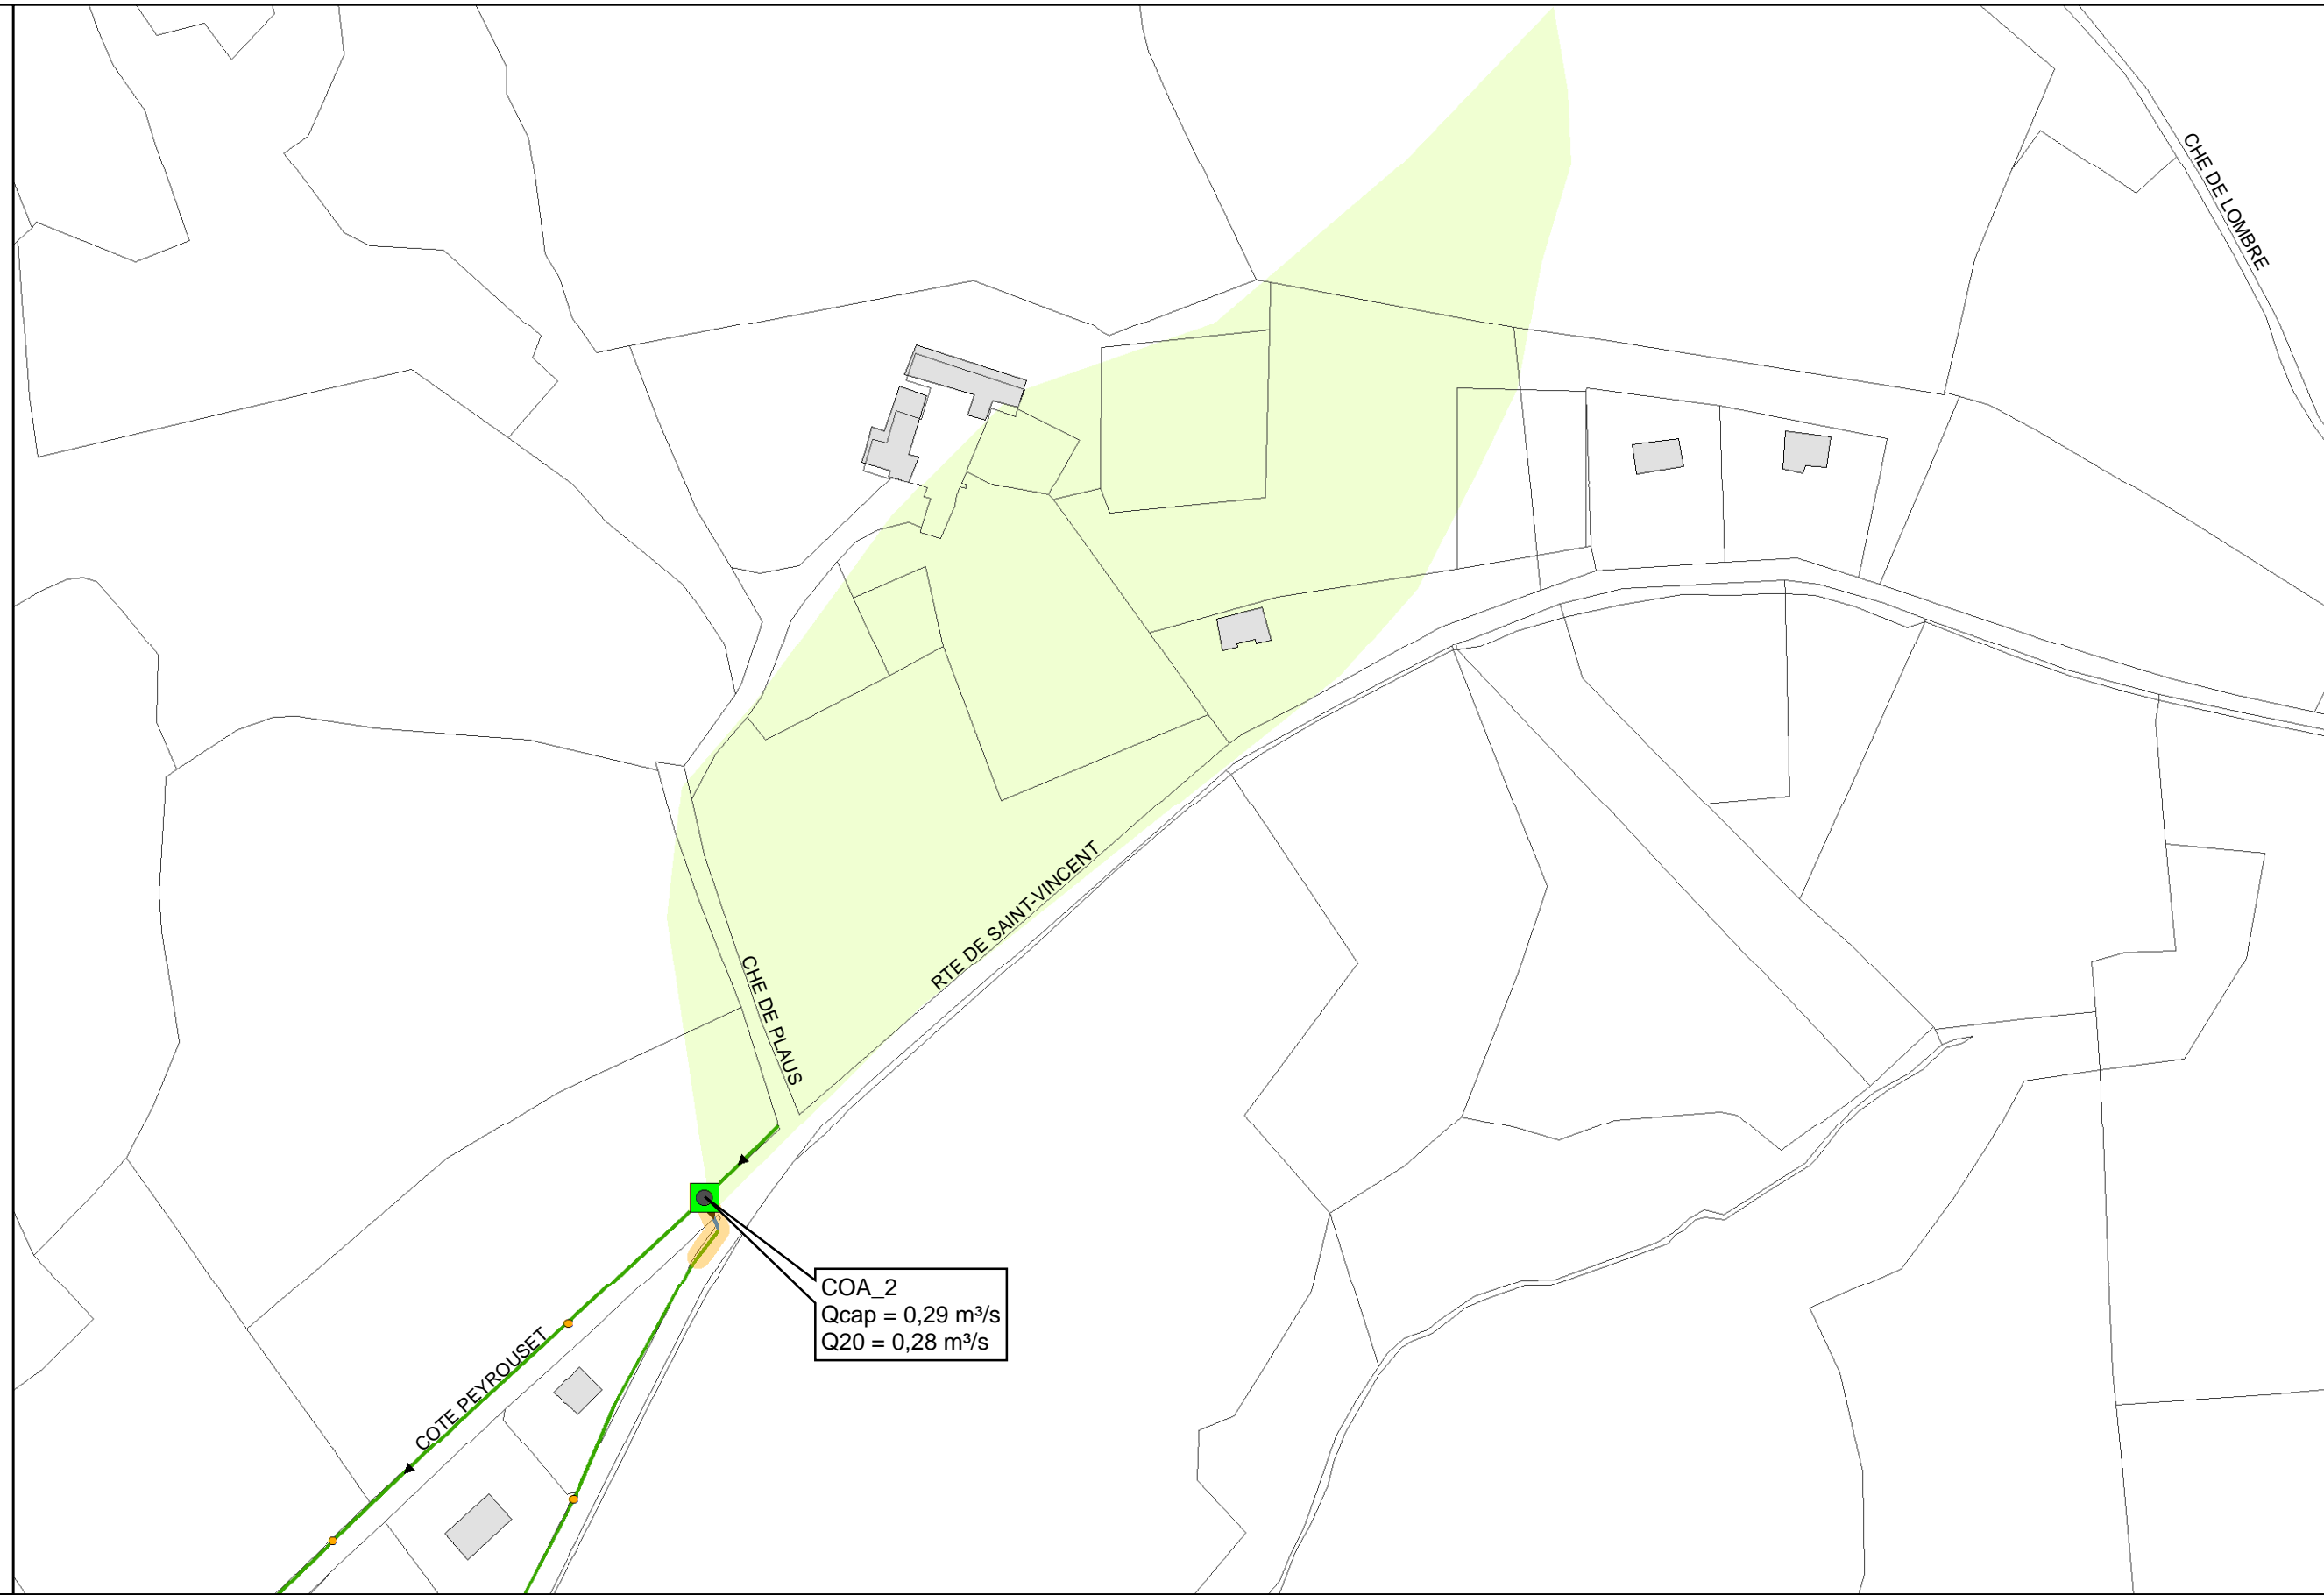 CHE DE LOMBRE
RTE DE SAINT-VINCENT
CHE DE PLAUS
COA_2
Qcap = 0,29 m³/s
Q20 = 0,28 m³/s
COTE PEYROUSET